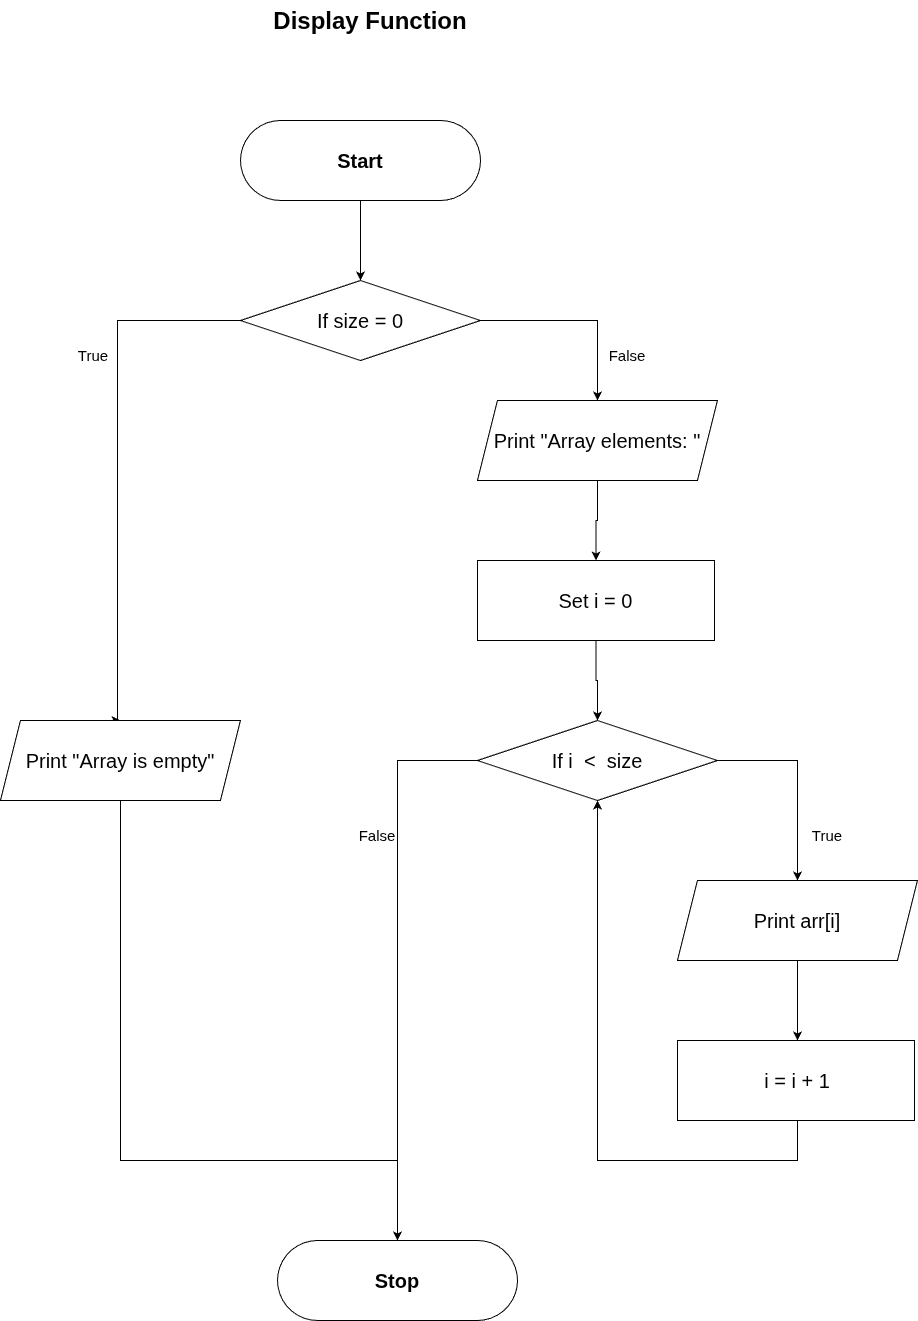 Display Function
Start
If size = 0
True
False
Print "Array elements: "
Set i = 0
Print "Array is empty"
If i  <  size
False
True
Print arr[i]
i = i + 1
Stop